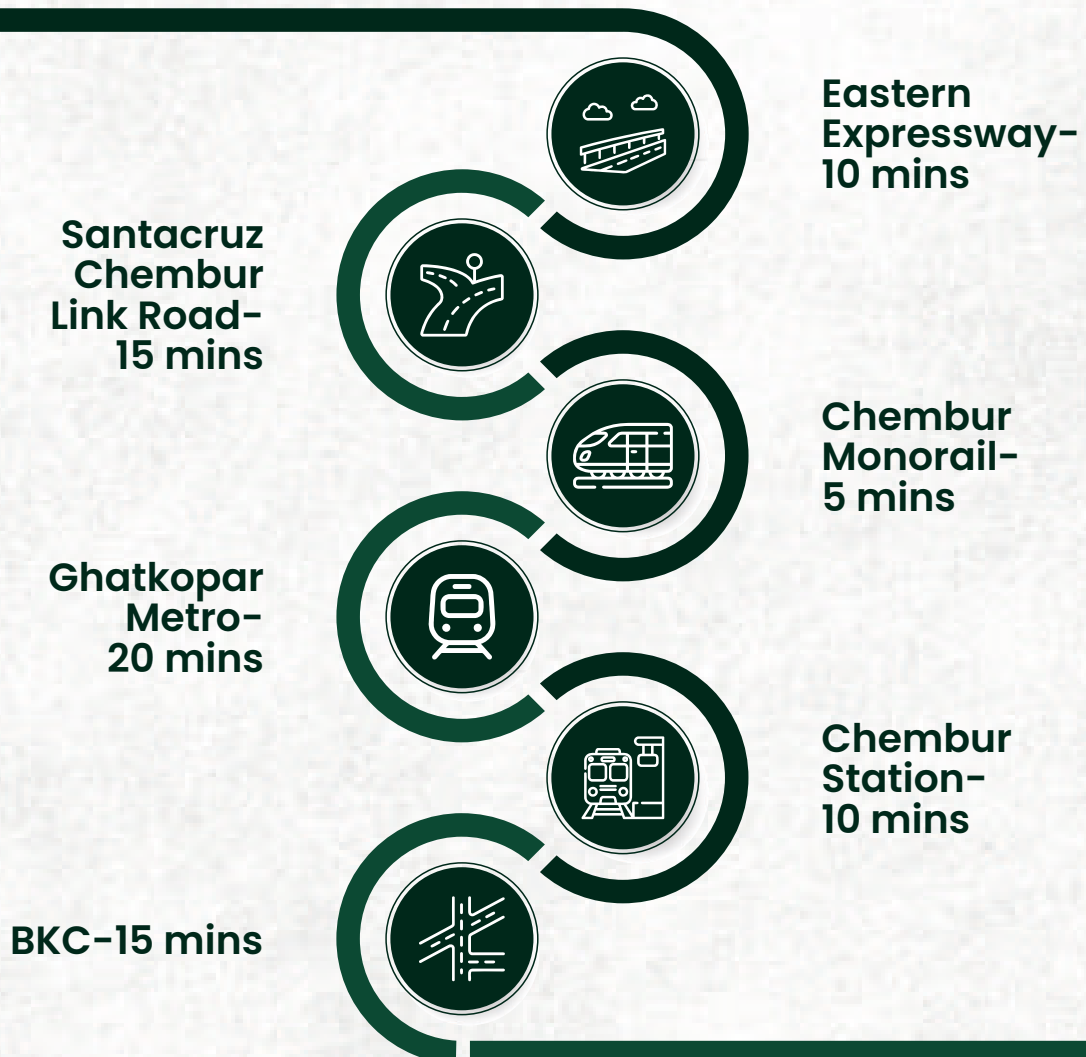 Eastern
Expressway-
10 mins
Santacruz
Chembur
Link Road-
15 mins
Chembur
Monorail-
5 mins
Ghatkopar
Metro-
20 mins
Chembur
Station-
10 mins
BKC-15 mins